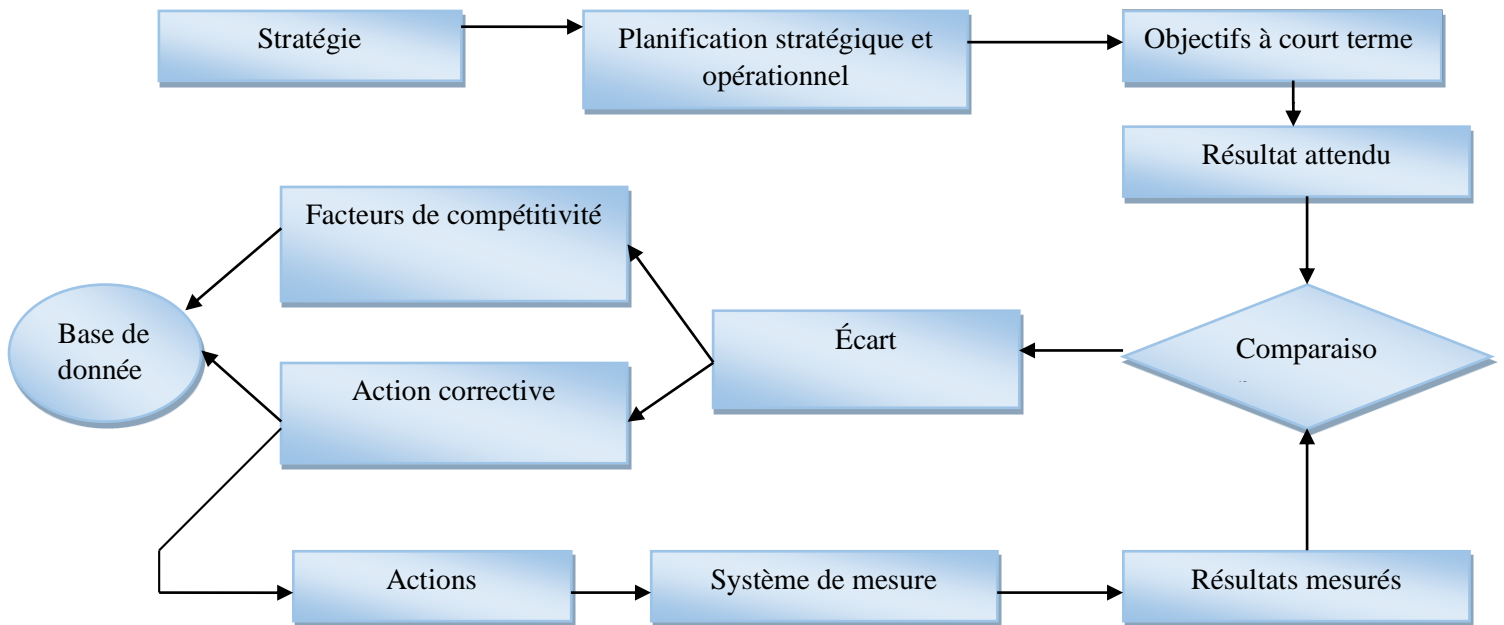 Stratégie
Planification stratégique et
opérationnel
Objectifs à court terme
Résultat attendu
Facteurs de compétitivité
Base de
donnée
Écart
Comparaiso
Action corrective
Actions
Système de mesure
Résultats mesurés